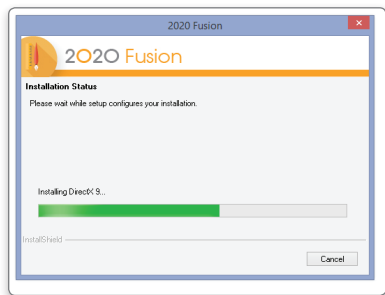 2020 Fusion
2020 Fusion
Installation Status
Please wait while setup configures your installation.
Installing DirectX 9...
InstallShield
Cancel